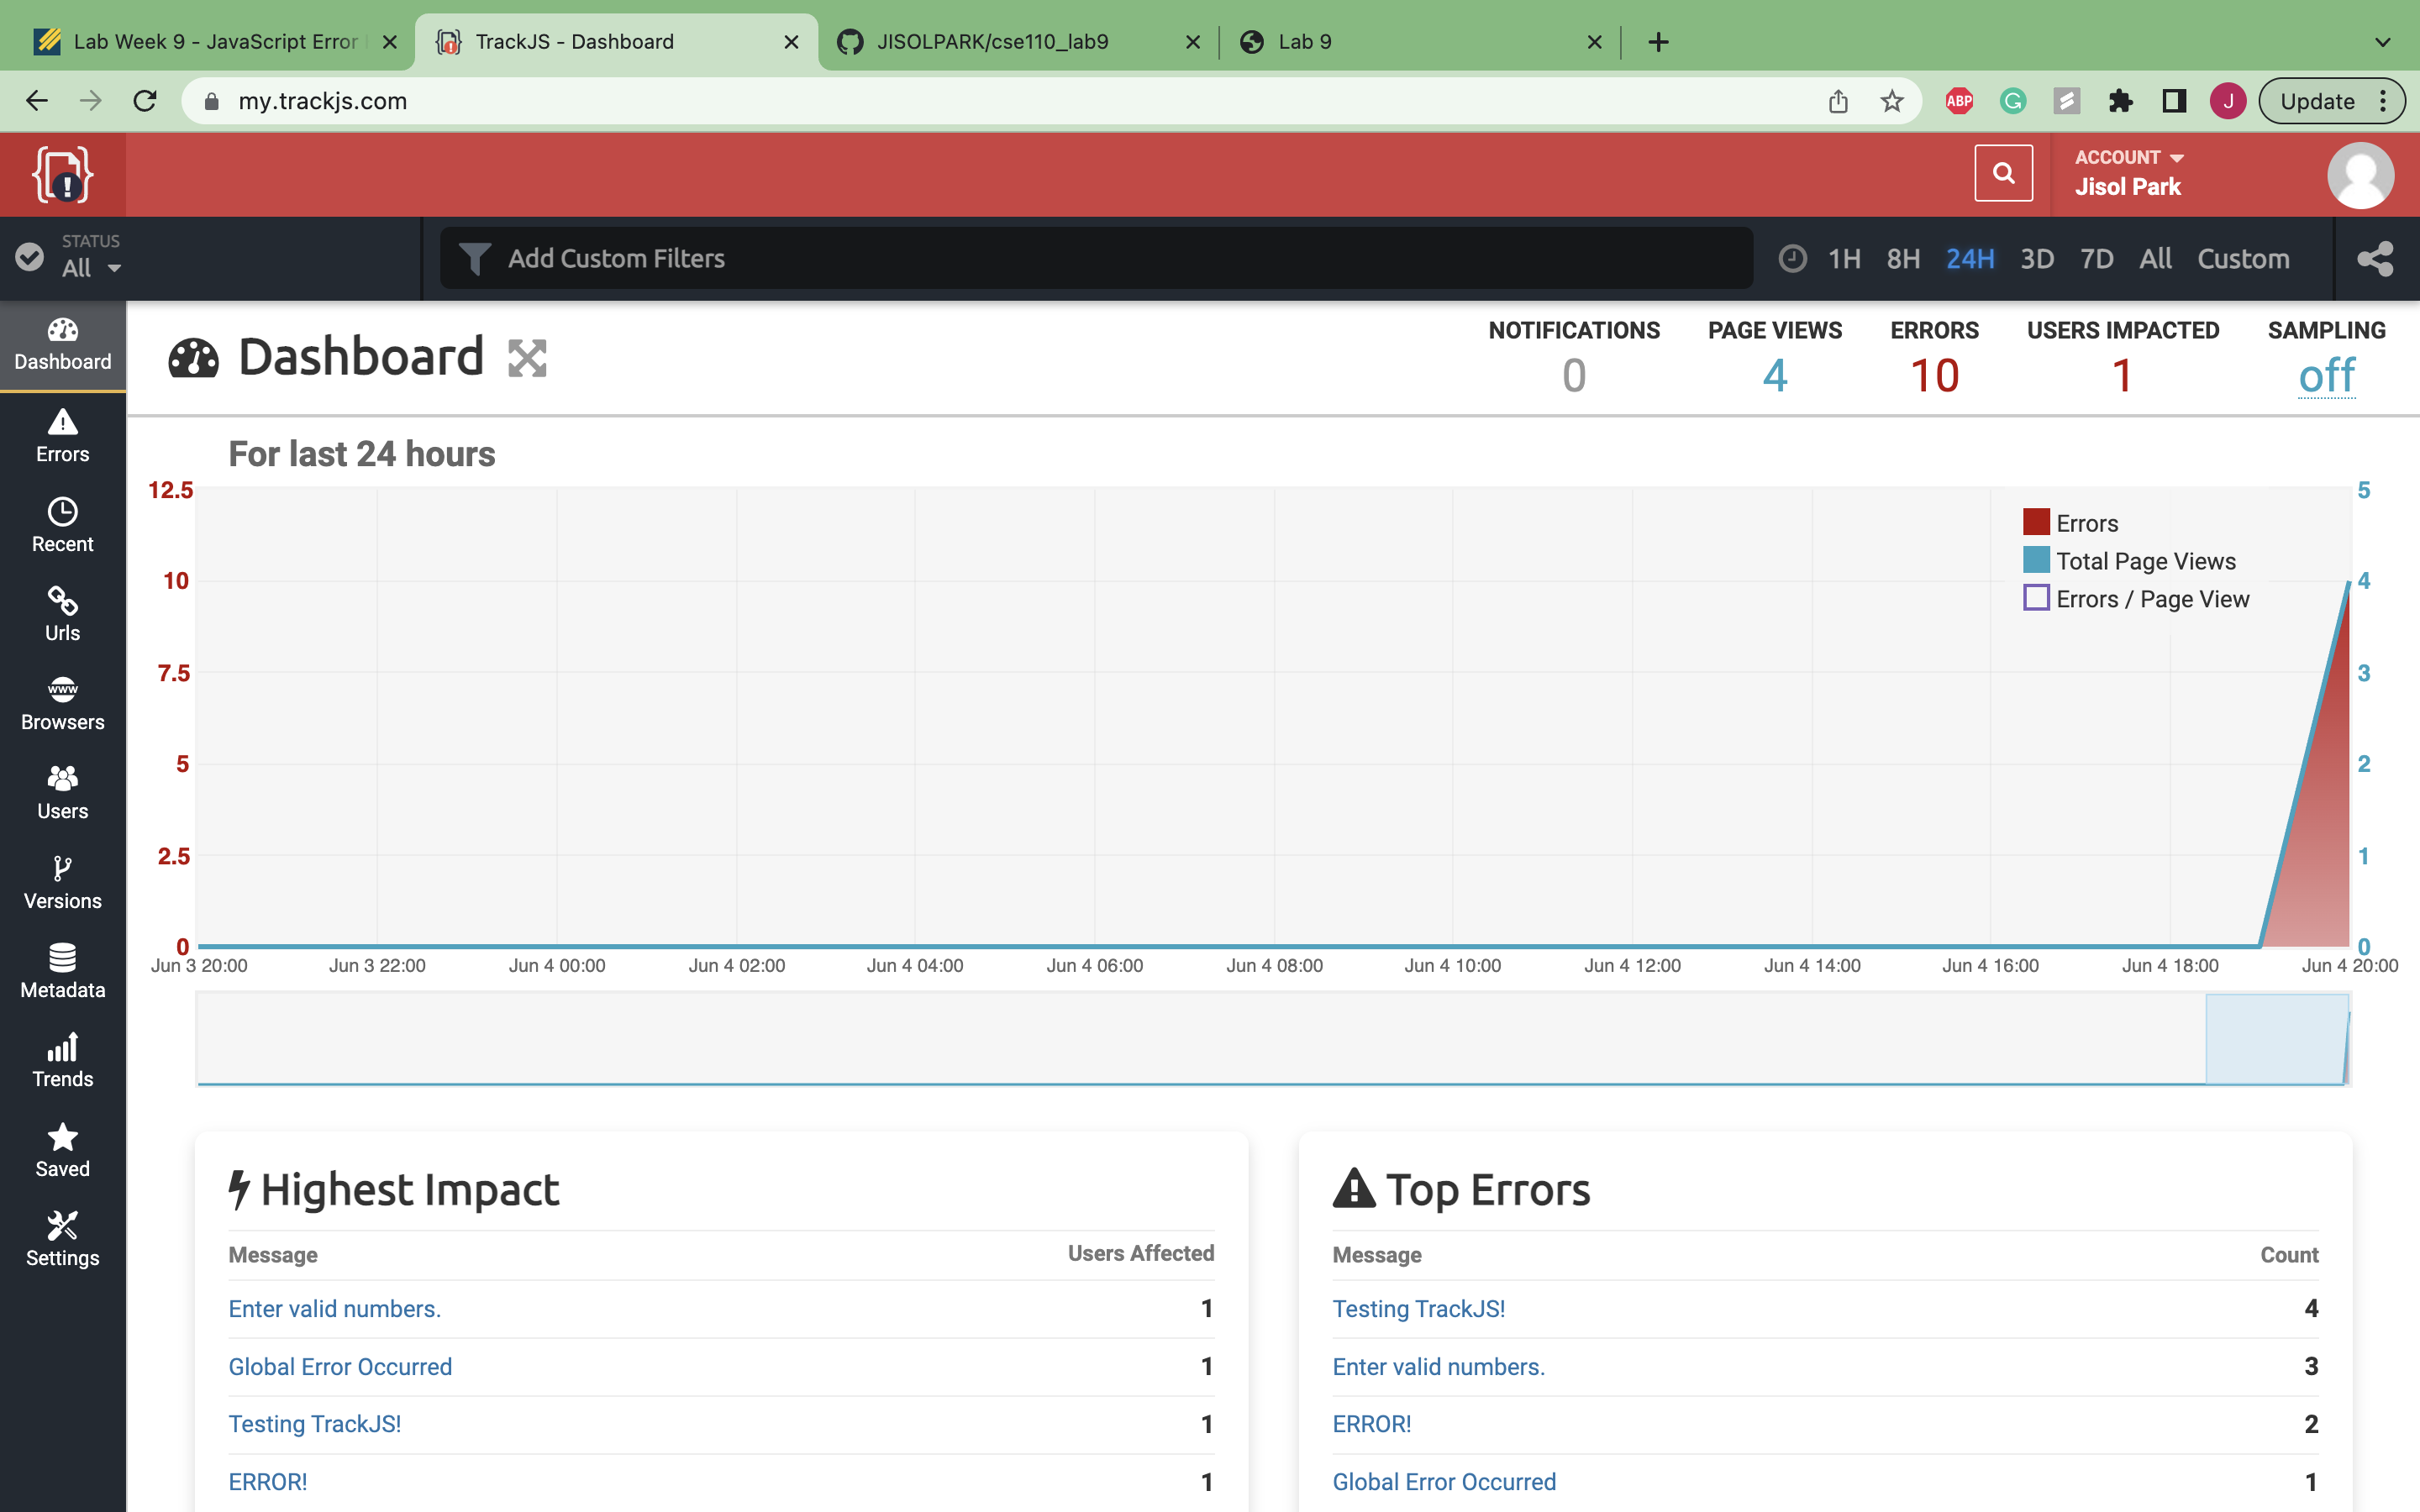 Lab Week 9 - JavaScript Error
TrackJS - Dashboard
JISOLPARK/cse110_lab9
Lab 9
my.trackjs.com
ABP
G
J
Update
ACCOUNT
Jisol Park
STATUS
All
Add Custom Filters
1H 8H 24H 3D 7D All Custom
Dashboard
Errors
Recent
Urls
www
Browsers
Users
Versions
Metadata
Trends
Saved
Settings
Dashboard
NOTIFICATIONS
0
PAGE VIEWS
4
ERRORS
10
USERS IMPACTED
1
SAMPLING
off
For last 24 hours
12.5
10
7.5
5
2.5
0
Errors
Total Page Views
Errors / Page View
5
4
3
2
1
0
Jun 3 20:00 Jun 3 22:00 Jun 4 00:00 Jun 4 02:00 Jun 4 04:00 Jun 4 06:00 Jun 4 08:00 Jun 4 10:00 Jun 4 12:00 Jun 4 14:00 Jun 4 16:00 Jun 4 18:00 Jun 4 20:00
Highest Impact
Message Users Affected
Enter valid numbers. 1
Global Error Occurred 1
Testing TrackJS! 1
ERROR! 1
Top Errors
Message Count
Testing TrackJS! 4
Enter valid numbers. 3
ERROR! 2
Global Error Occurred 1